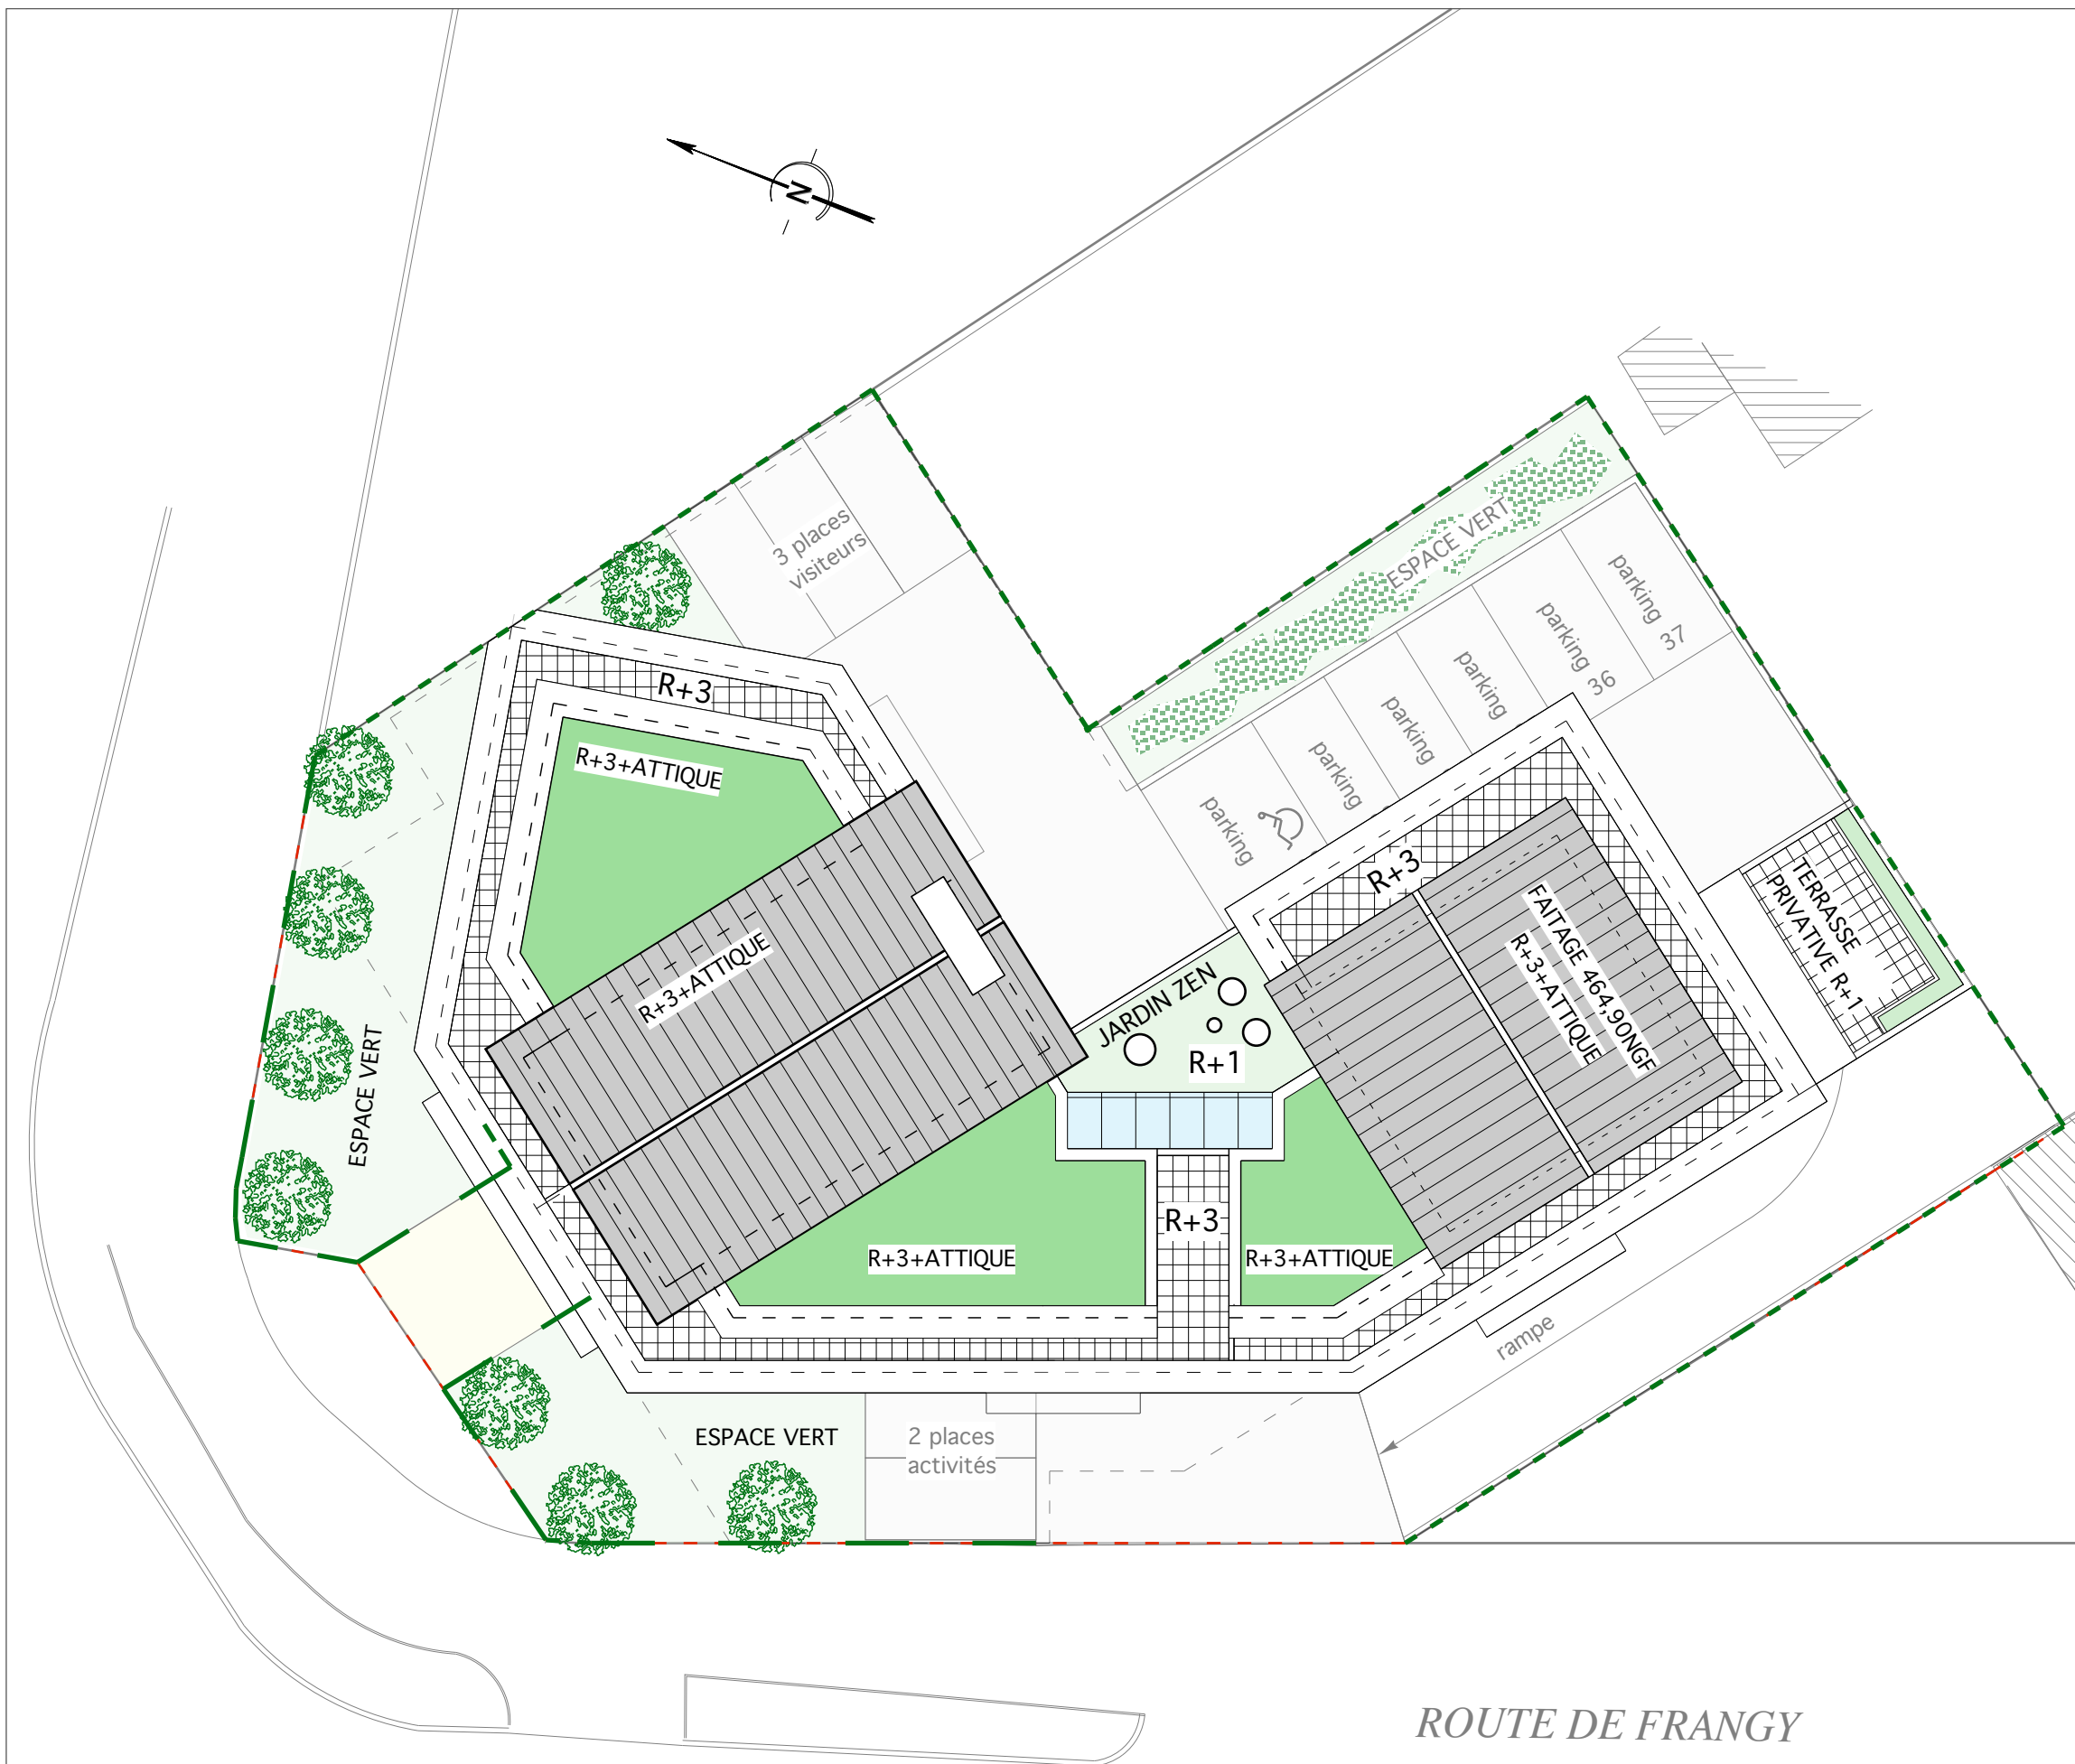 N
3 places
visiteurs
ESPACE VERT
parking
37
parking
36
parking
parking
parking
parking
R+3
R+3+ATTIQUE
R+3
TERRASSE
PRIVATIVE R+1
FAITAGE 464,90NGF
R+3+ATTIQUE
R+3+ATTIQUE
JARDIN ZEN
R+1
ESPACE VERT
R+3
R+3+ATTIQUE
R+3+ATTIQUE
rampe
ESPACE VERT
2 places
activités
ROUTE DE FRANGY